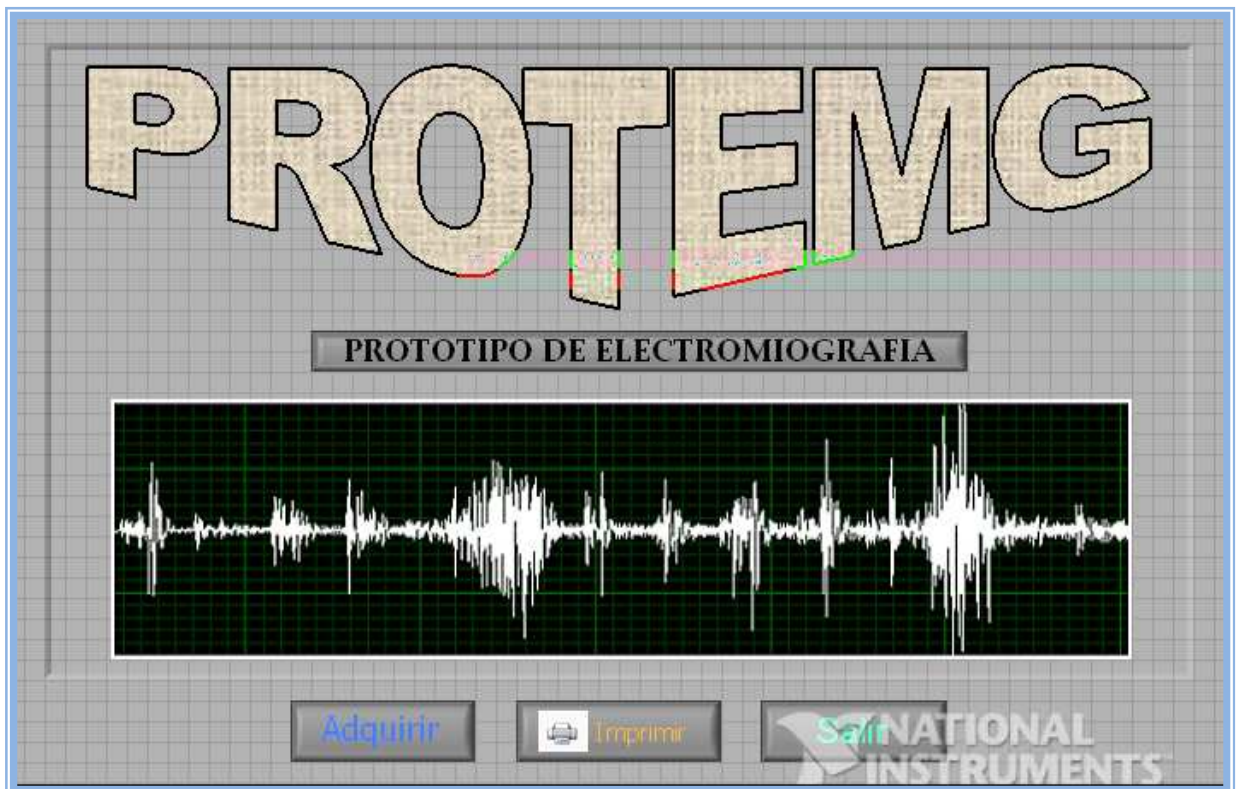 PROTEMG
PROTOTIPO DE ELECTROMIOGRAFIA
Adquirir Imprimir Salir
NATIONAL
INSTRUMENTS